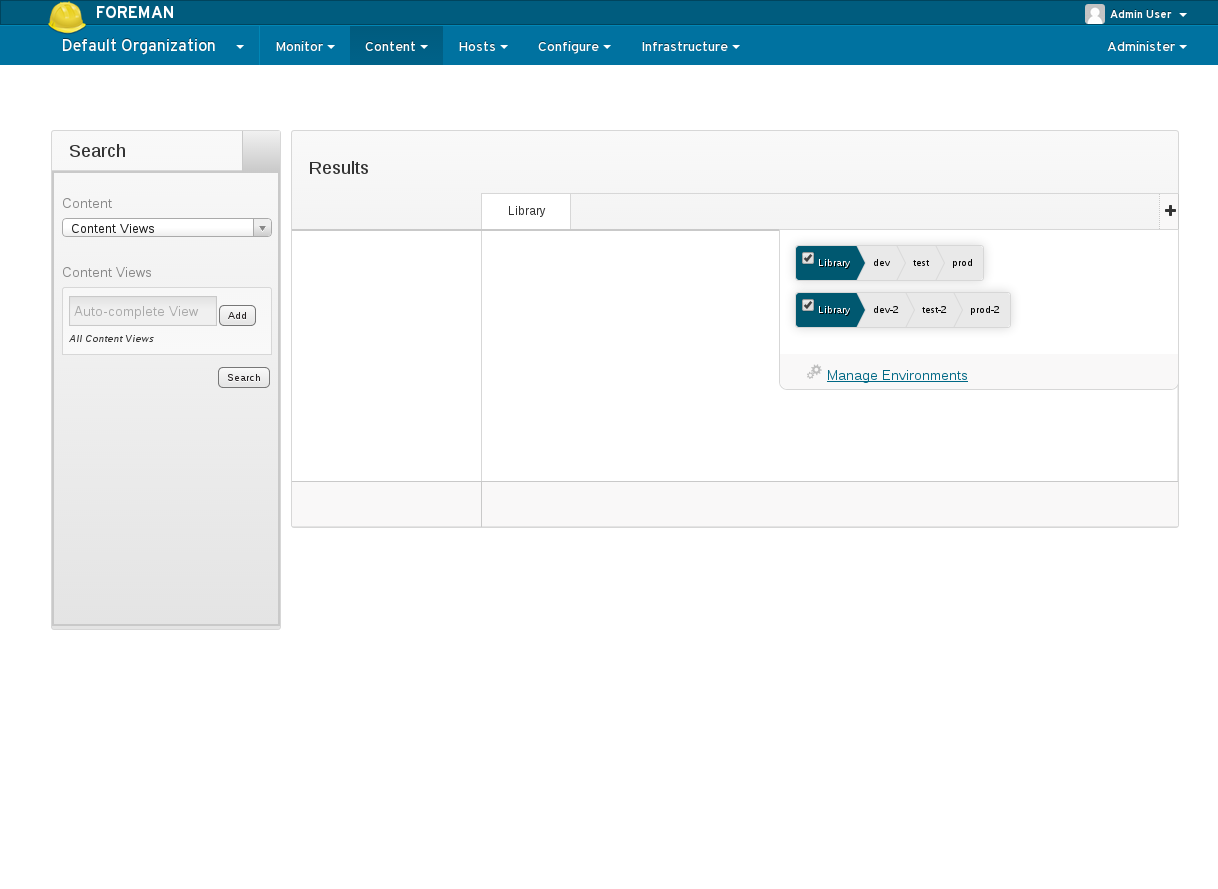 FOREMAN
Admin User
Default Organization
Monitor
Content
Hosts
Configure
Infrastructure
Administer
Search
Content
Content Views
Content Views
Auto-complete View
Add
All Content Views
Search
Results
Library
+
Library dev test prod
Library dev-2 test-2 prod-2
Manage Environments